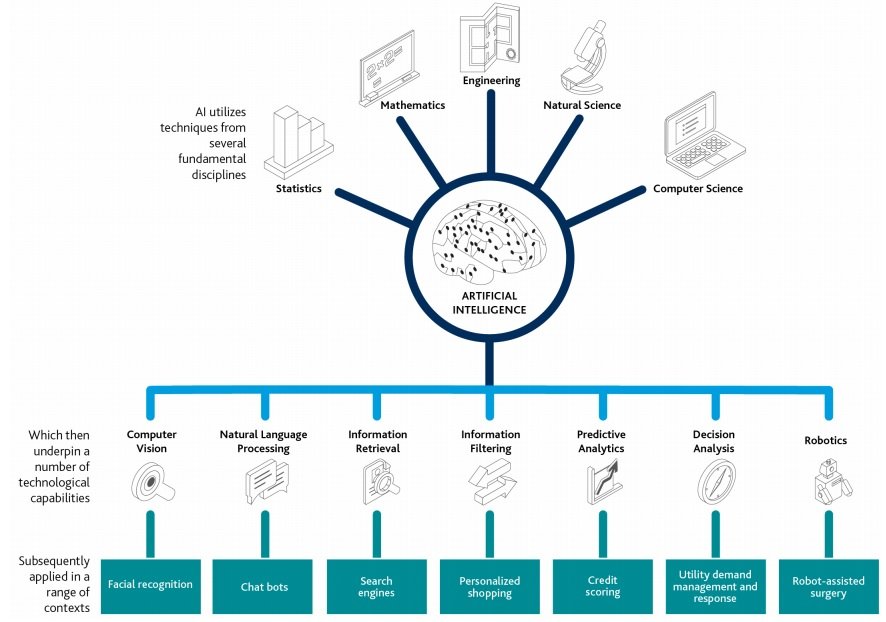 Engineering
Mathematics
Natural Science
2×2=
=
AI utilizes
techniques from
several
fundamental
disciplines
Statistics
Computer Science
ARTIFICIAL
INTELLIGENCE
Which then
underpin a
number of
technological
capabilities
Computer
Vision
Natural Language
Processing
Information
Retrieval
Information
Filtering
Predictive
Analytics
Decision
Analysis
Robotics
Subsequently
applied in a
range of
contexts
Facial recognition
Chat bots
Search
engines
Personalized
shopping
Credit
scoring
Utility demand
management and
response
Robot-assisted
surgery